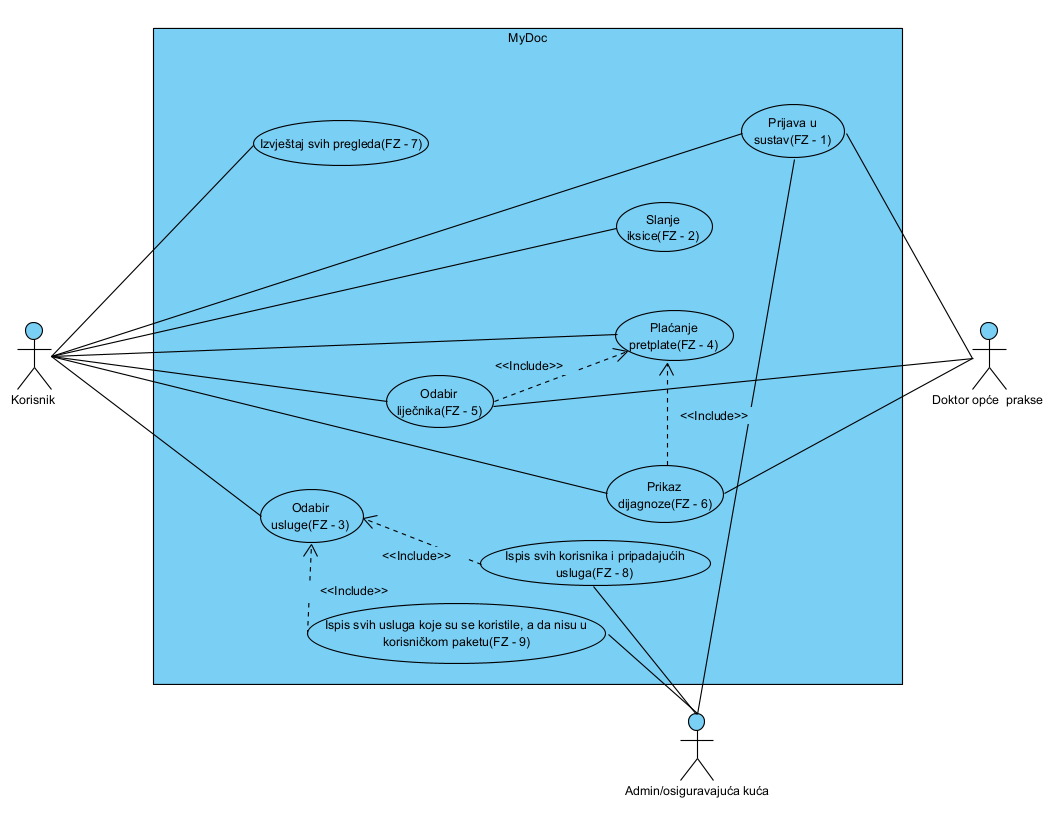 MyDoc
Prijava u
sustav(FZ - 1)
Izvještaj svih pregleda(FZ - 7)
Slanje
iksice(FZ - 2)
Plaćanje
pretplate(FZ - 4)
<<Include>>
Odabir
liječnika(FZ - 5)
<<Include>>
Korisnik
Doktor opće  prakse
Prikaz
dijagnoze(FZ - 6)
Odabir
usluge(FZ - 3)
<<Include>>
Ispis svih korisnika i pripadajućih
usluga(FZ - 8)
<<Include>>
Ispis svih usluga koje su se koristile, a da nisu u
korisničkom paketu(FZ - 9)
Admin/osiguravajuća kuća